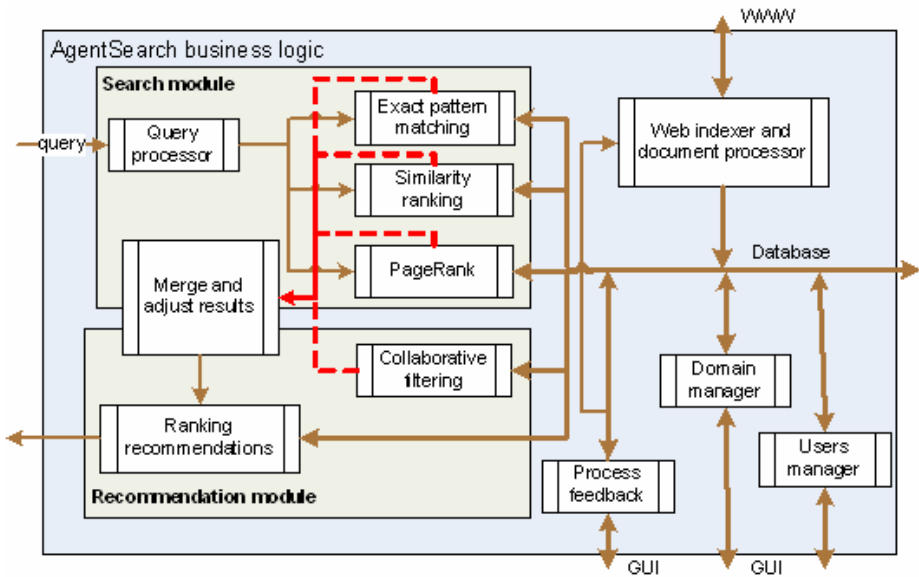 WWW
AgentSearch business logic
Search module
Exact pattern
matching
query
Query
processor
Web indexer and
document processor
Similarity
ranking
Database
PageRank
Merge and
adjust results
Collaborative
filtering
Domain
manager
Ranking
recommendations
Users
manager
Process
feedback
Recommendation module
GUI
GUI